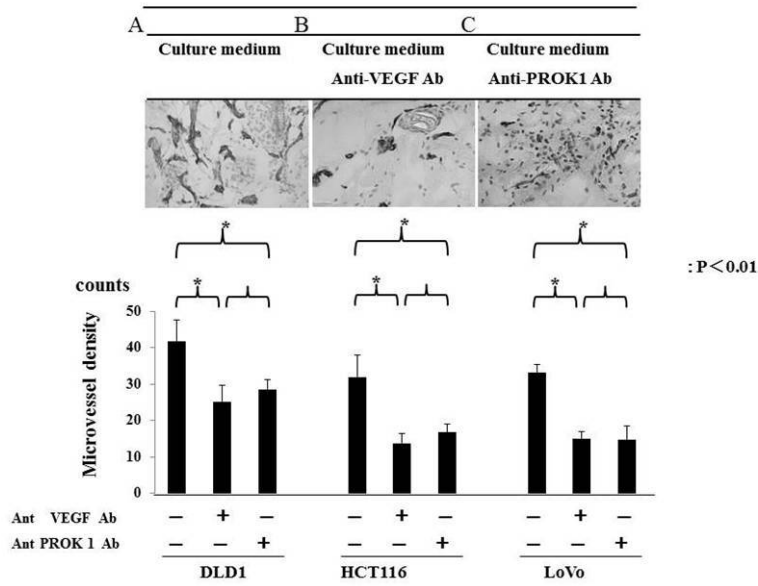 A B C
Culture medium Culture medium Culture medium
Anti-VEGF Ab Anti-PROK1 Ab
* * *
: P＜0.01
counts * * *
Microvessel density
50
40
30
20
10
0
Ant VEGF Ab − + − − + − − + −
Ant PROK 1 Ab − − + − − + − − +
DLD1 HCT116 LoVo